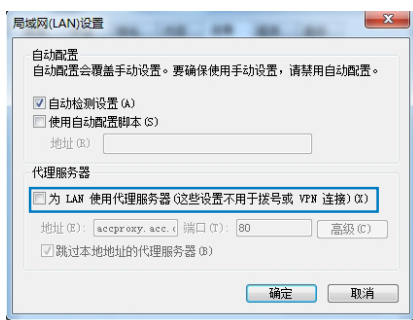 局域网(LAN)设置
自动配置
自动配置会覆盖手动设置。要确保使用手动设置，请禁用自动配置。
自动检测设置(A)
使用自动配置脚本(S)
地址(R)
代理服务器
为 LAN 使用代理服务器(这些设置不用于拨号或 VPN 连接)(X)
地址(E): accproxy.acc. 端口(T): 80 高级(C)
跳过本地地址的代理服务器(B)
确定 取消